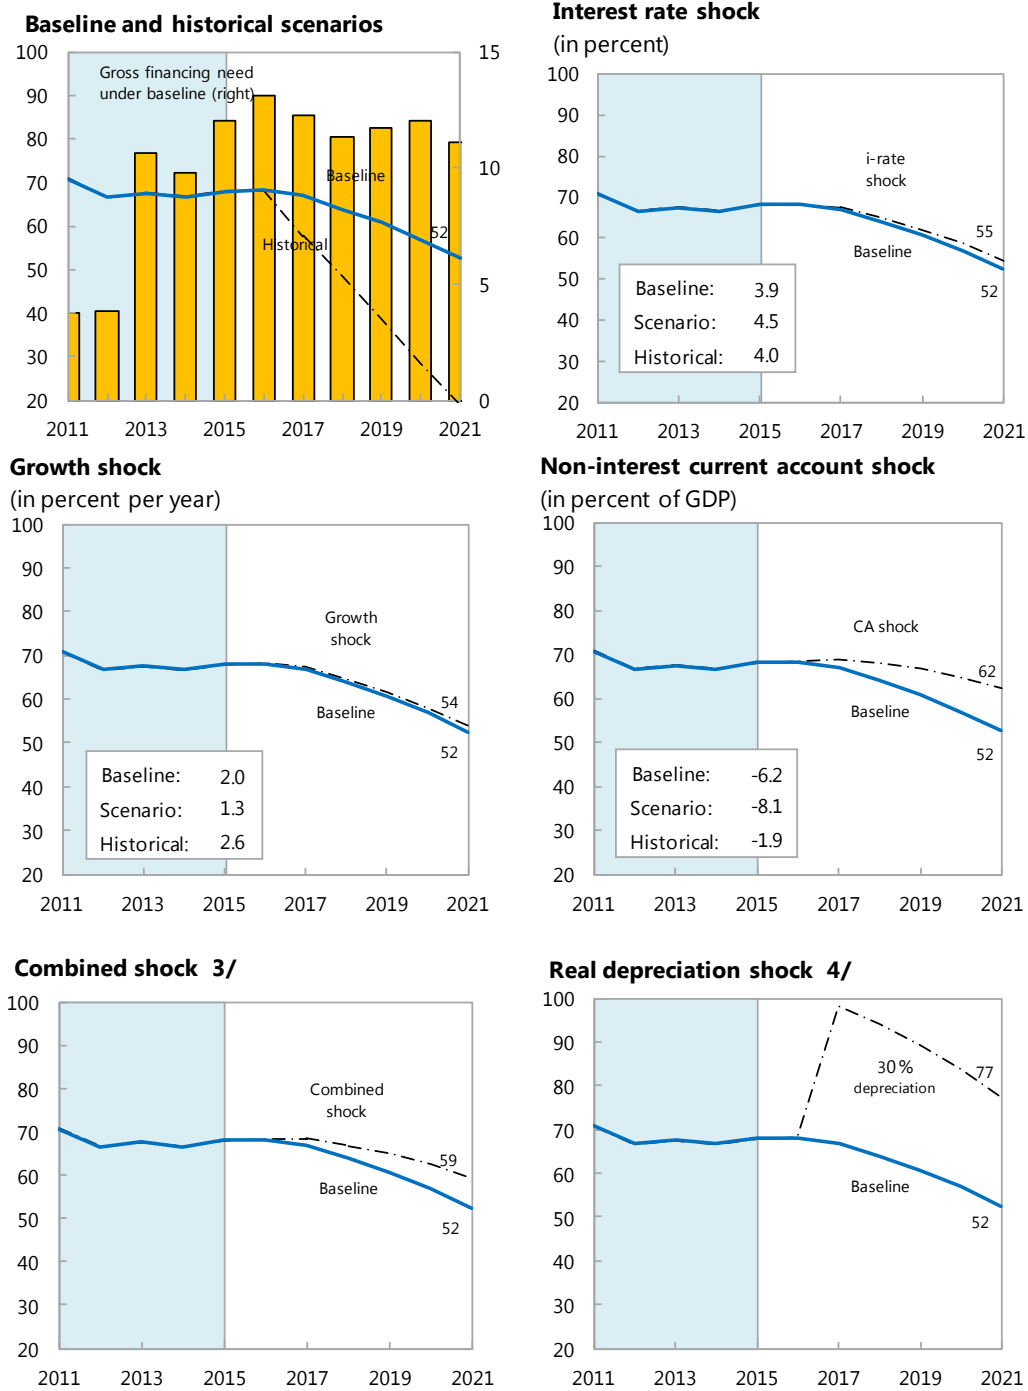 Baseline and historical scenarios
100
90
80
70
60
50
40
30
20
15
10
5
0
Gross financing need
under baseline (right)
Baseline
52
Historical
2011 2013 2015 2017 2019 2021
Interest rate shock
(in percent)
100
90
80
70
60
50
40
30
20
i-rate
shock
55
Baseline
52
Baseline: 3.9
Scenario: 4.5
Historical: 4.0
2011 2013 2015 2017 2019 2021
Growth shock
(in percent per year)
100
90
80
70
60
50
40
30
20
Growth
shock
54
Baseline
52
Baseline: 2.0
Scenario: 1.3
Historical: 2.6
2011 2013 2015 2017 2019 2021
Non-interest current account shock
(in percent of GDP)
100
90
80
70
60
50
40
30
20
CA shock
62
Baseline
52
Baseline: -6.2
Scenario: -8.1
Historical: -1.9
2011 2013 2015 2017 2019 2021
Combined shock 3/
100
90
80
70
60
50
40
30
20
Combined
shock
59
Baseline
52
2011 2013 2015 2017 2019 2021
Real depreciation shock 4/
100
90
80
70
60
50
40
30
20
30 %
depreciation
77
Baseline
52
2011 2013 2015 2017 2019 2021